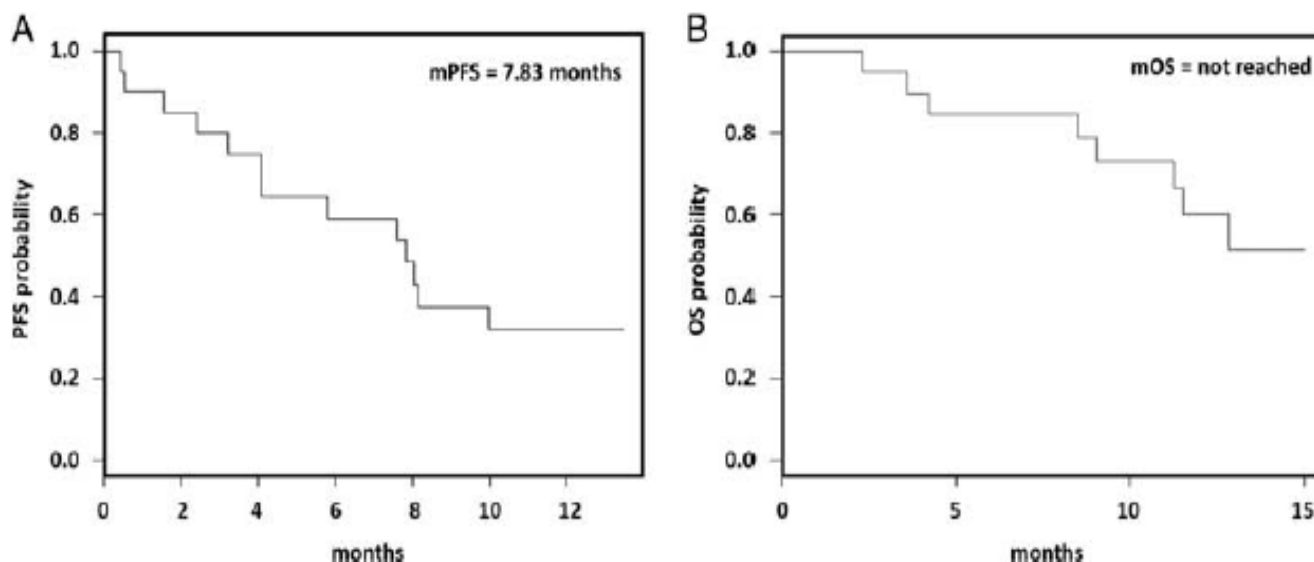 A
mPFS = 7.83 months
PFS probability
1.0
0.8
0.6
0.4
0.2
0.0
0 2 4 6 8 10 12
months
B
mOS = not reached
OS probability
1.0
0.8
0.6
0.4
0.2
0.0
0 5 10 15
months